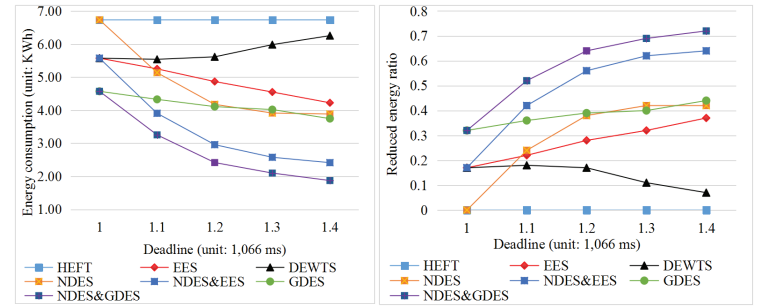 7.00
6.00
5.00
4.00
3.00
2.00
1.00
Energy consumption (unit: KWh)
1 1.1 1.2 1.3 1.4
Deadline (unit: 1,066 ms)
HEFT EES DEWTS
NDES NDES&EES GDES
NDES&GDES
0.8
0.7
0.6
0.5
0.4
0.3
0.2
0.1
0
Reduced energy ratio
1 1.1 1.2 1.3 1.4
Deadline (unit: 1,066 ms)
HEFT EES DEWTS
NDES NDES&EES GDES
NDES&GDES